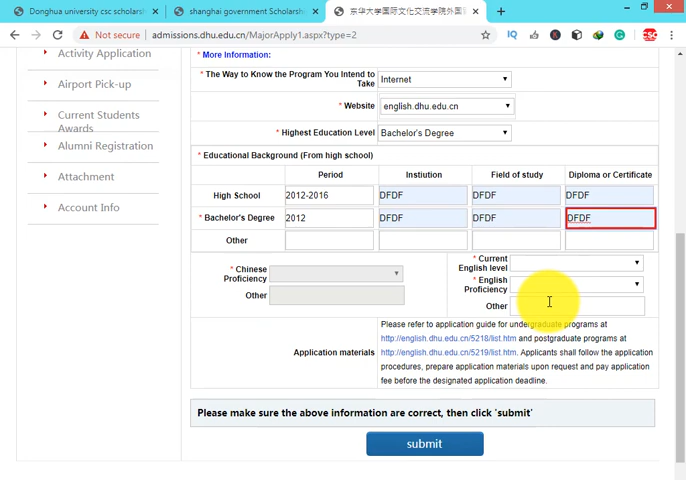 Donghua university csc scholarsh
shanghai government Scholarship
东华大学国际文化交流学院外国
Not secure | admissions.dhu.edu.cn/MajorApply1.aspx?type=2
CSC
Activity Application
Airport Pick-up
Current Students
Awards
Alumni Registration
Attachment
Account Info
* More Information:
* The Way to Know the Program You Intend to
Take
Internet
* Website
english.dhu.edu.cn
* Highest Education Level
Bachelor's Degree
* Educational Background (From high school)
Period Instiution Field of study Diploma or Certificate
High School 2012-2016 DFDF DFDF DFDF
* Bachelor's Degree 2012 DFDF DFDF DFDF
Other
* Chinese
Proficiency
Other
* Current
English level
* English
Proficiency
Other
Application materials
Please refer to application guide for undergraduate programs at
http://english.dhu.edu.cn/5218/list.htm and postgraduate programs at
http://english.dhu.edu.cn/5219/list.htm. Applicants shall follow the application
procedures, prepare application materials upon request and pay application
fee before the designated application deadline.
Please make sure the above information are correct, then click 'submit'
submit